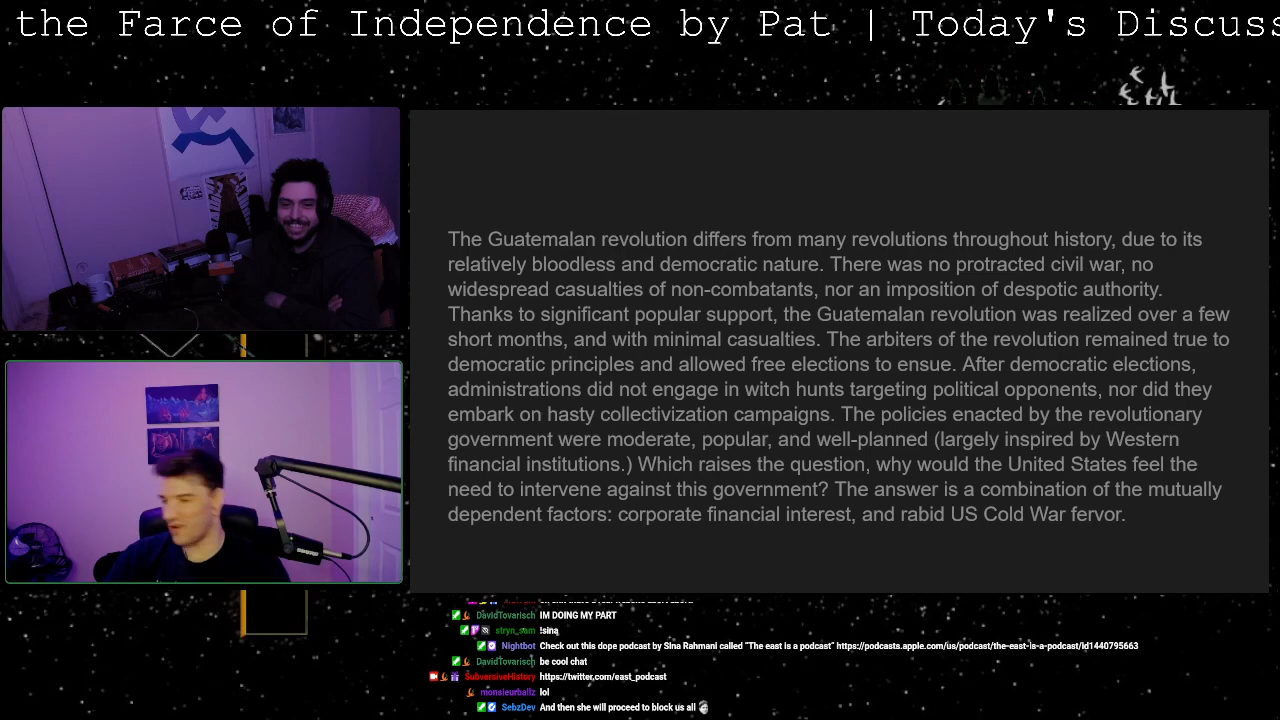 the Farce of Independence by Pat | Today's Discuss
The Guatemalan revolution differs from many revolutions throughout history, due to its
relatively bloodless and democratic nature. There was no protracted civil war, no
widespread casualties of non-combatants, nor an imposition of despotic authority.
Thanks to significant popular support, the Guatemalan revolution was realized over a few
short months, and with minimal casualties. The arbiters of the revolution remained true to
democratic principles and allowed free elections to ensue. After democratic elections,
administrations did not engage in witch hunts targeting political opponents, nor did they
embark on hasty collectivization campaigns. The policies enacted by the revolutionary
government were moderate, popular, and well-planned (largely inspired by Western
financial institutions.) Which raises the question, why would the United States feel the
need to intervene against this government? The answer is a combination of the mutually
dependent factors: corporate financial interest, and rabid US Cold War fervor.
DavidTovarisch IM DOING MY PART
stryn_sam !sina
Nightbot Check out this dope podcast by Sina Rahmani called "The east is a podcast" https://podcasts.apple.com/us/podcast/the-east-is-a-podcast/id1440795663
DavidTovarisch be cool chat
SubversiveHistory https://twitter.com/east_podcast
monsieurballz lol
SebzDev And then she will proceed to block us all